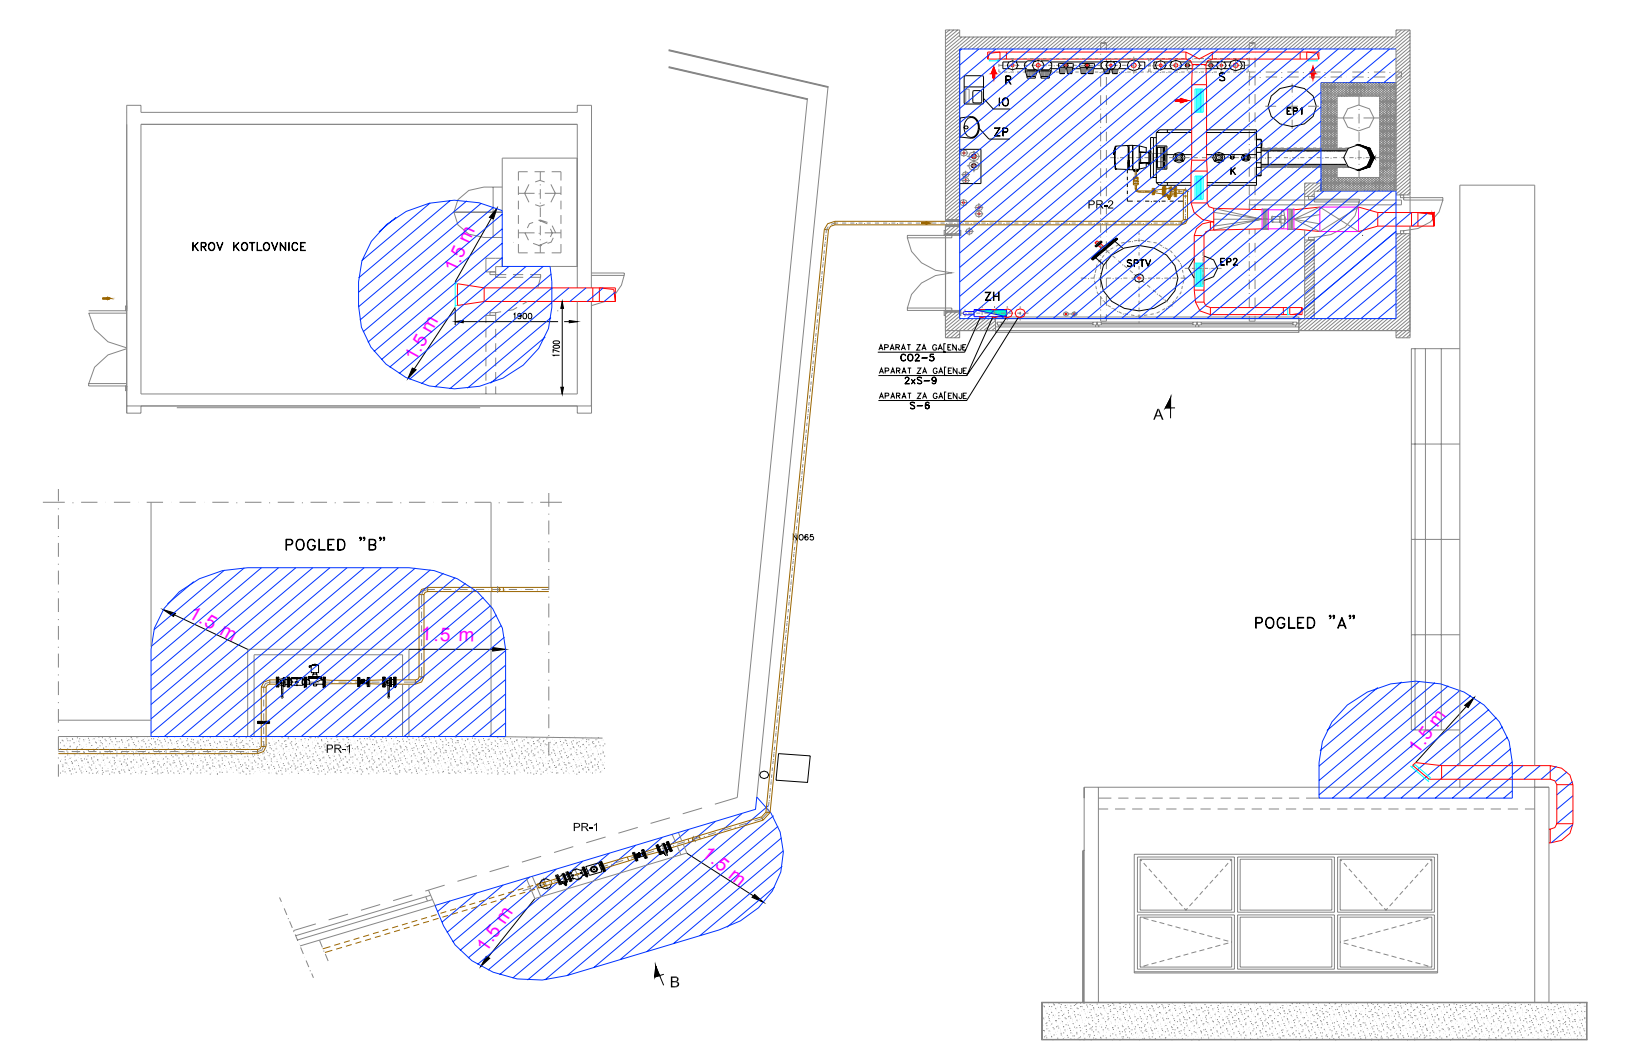 KROV KOTLOVNICE
1.5 m
1.5 m
1900
1700
R
S
IO
ZP
EP1
K
PR-2
SPTV
EP2
ZH
APARAT ZA GA[ENJE
CO2-5
APARAT ZA GA[ENJE
2xS-9
APARAT ZA GA[ENJE
S-6
A
POGLED "B"
1.5 m
1.5 m
PR-1
NO65
POGLED "A"
1.5 m
PR-1
1.5 m
1.5 m
B